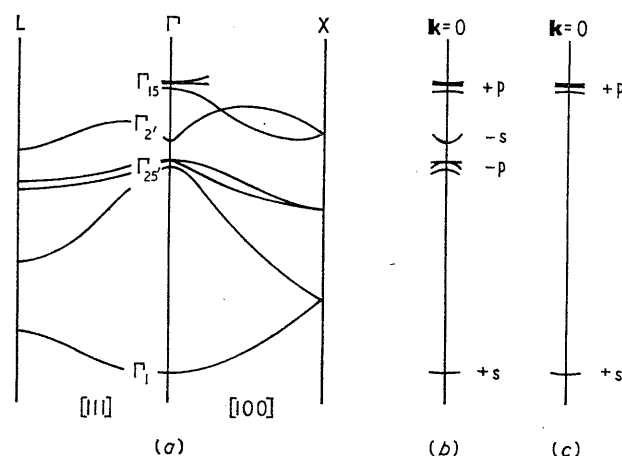 L Γ X k=0 k=0
Γ15 +p +p
Γ2' -s
Γ25' -p
Γ1 +s +s
[111] [100]
(a) (b) (c)